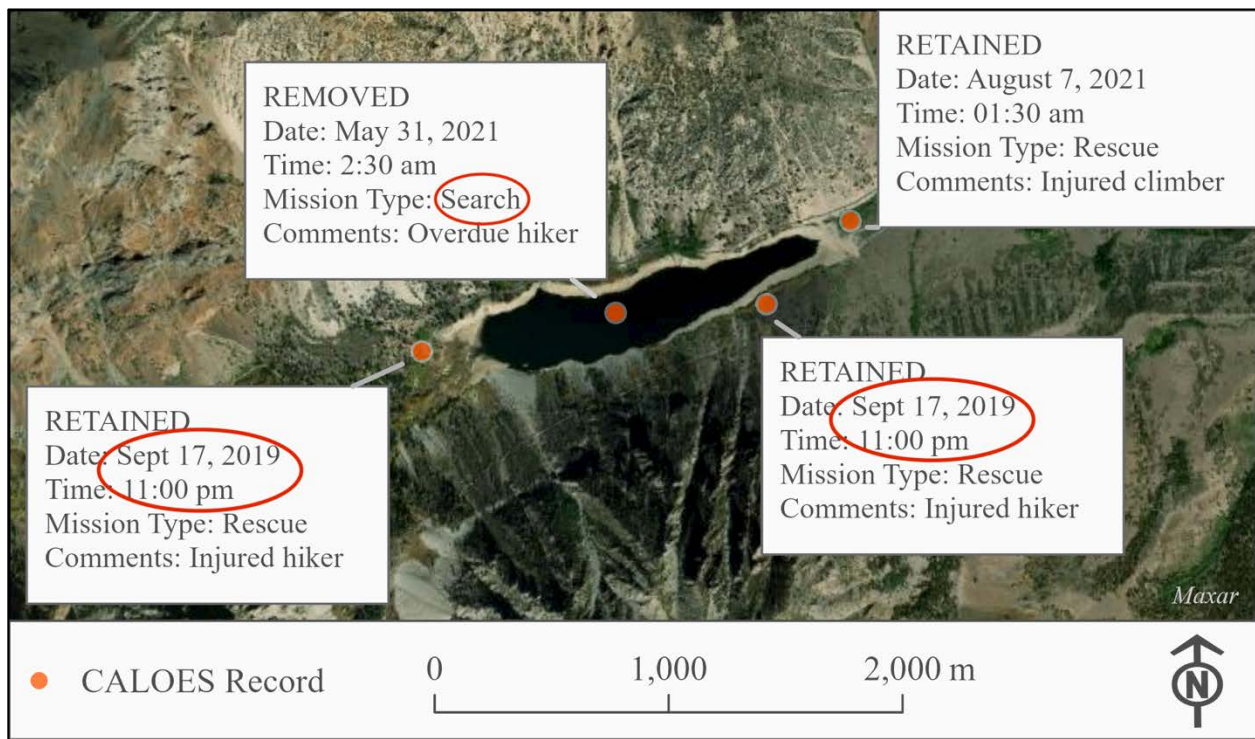 REMOVED
Date: May 31, 2021
Time: 2:30 am
Mission Type: Search
Comments: Overdue hiker
RETAINED
Date: August 7, 2021
Time: 01:30 am
Mission Type: Rescue
Comments: Injured climber
RETAINED
Date: Sept 17, 2019
Time: 11:00 pm
Mission Type: Rescue
Comments: Injured hiker
RETAINED
Date: Sept 17, 2019
Time: 11:00 pm
Mission Type: Rescue
Comments: Injured hiker
Maxar
CALOES Record
0 1,000 2,000 m
N